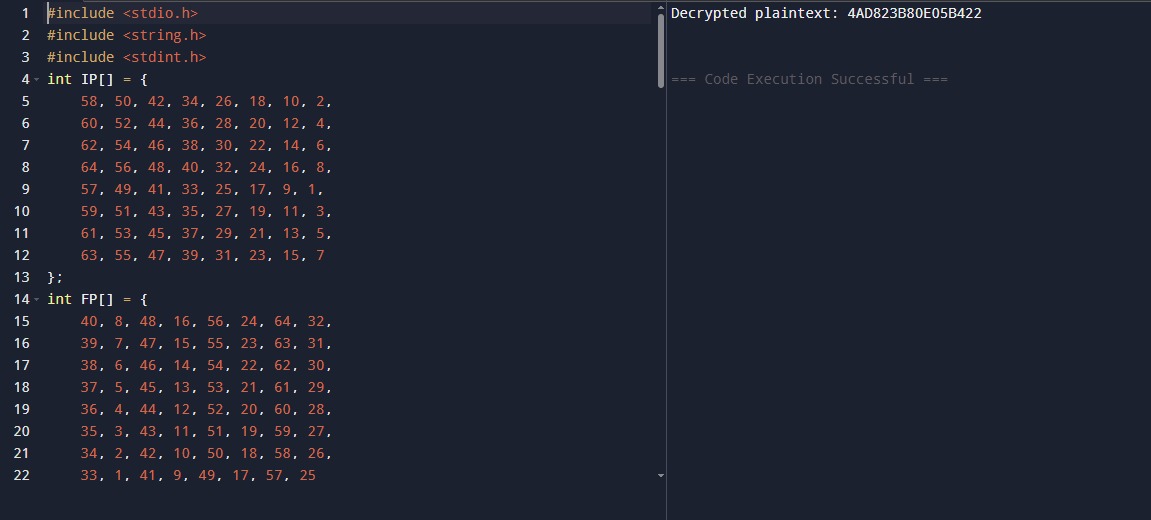 1 #include <stdio.h>
2 #include <string.h>
3 #include <stdint.h>
4 int IP[] = {
5 58, 50, 42, 34, 26, 18, 10, 2,
6 60, 52, 44, 36, 28, 20, 12, 4,
7 62, 54, 46, 38, 30, 22, 14, 6,
8 64, 56, 48, 40, 32, 24, 16, 8,
9 57, 49, 41, 33, 25, 17, 9, 1,
10 59, 51, 43, 35, 27, 19, 11, 3,
11 61, 53, 45, 37, 29, 21, 13, 5,
12 63, 55, 47, 39, 31, 23, 15, 7
13 };
14 int FP[] = {
15 40, 8, 48, 16, 56, 24, 64, 32,
16 39, 7, 47, 15, 55, 23, 63, 31,
17 38, 6, 46, 14, 54, 22, 62, 30,
18 37, 5, 45, 13, 53, 21, 61, 29,
19 36, 4, 44, 12, 52, 20, 60, 28,
20 35, 3, 43, 11, 51, 19, 59, 27,
21 34, 2, 42, 10, 50, 18, 58, 26,
22 33, 1, 41, 9, 49, 17, 57, 25
Decrypted plaintext: 4AD823B80E05B422
=== Code Execution Successful ===